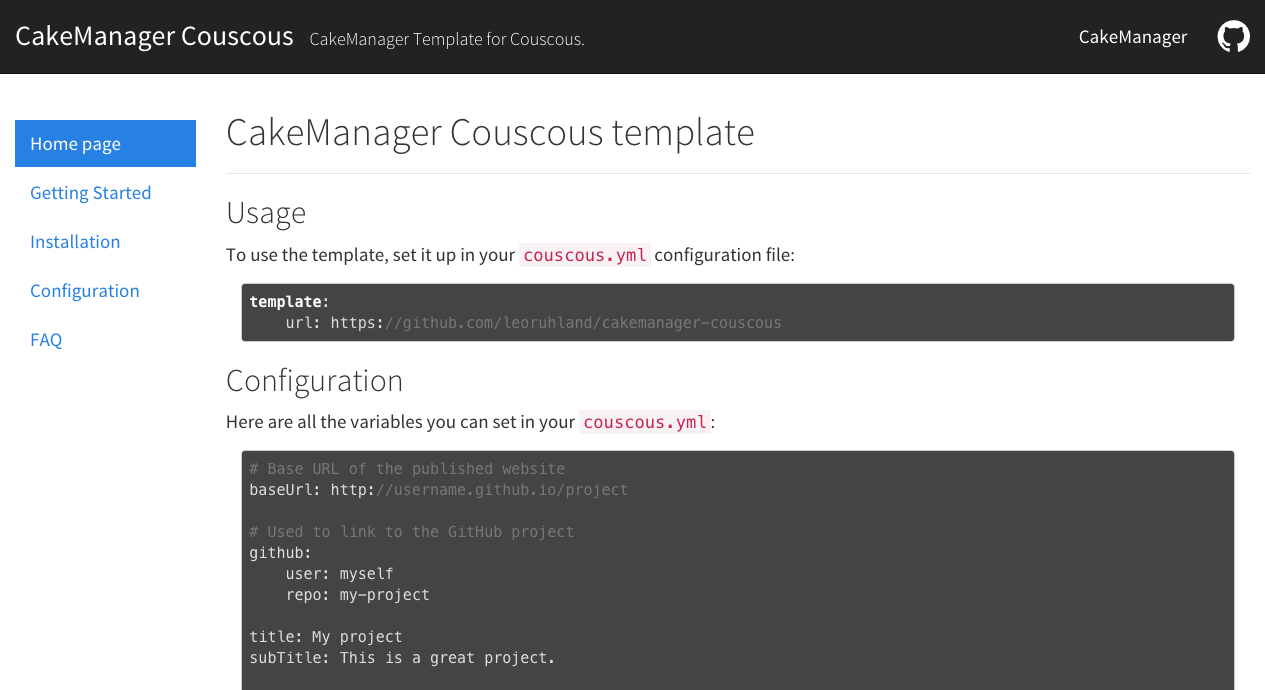 CakeManager Couscous CakeManager Template for Couscous. CakeManager
Home page
Getting Started
Installation
Configuration
FAQ
CakeManager Couscous template
Usage
To use the template, set it up in your couscous.yml configuration file:
template:
    url: https://github.com/leoruhland/cakemanager-couscous
Configuration
Here are all the variables you can set in your couscous.yml:
# Base URL of the published website
baseUrl: http://username.github.io/project
# Used to link to the GitHub project
github:
    user: myself
    repo: my-project
title: My project
subTitle: This is a great project.